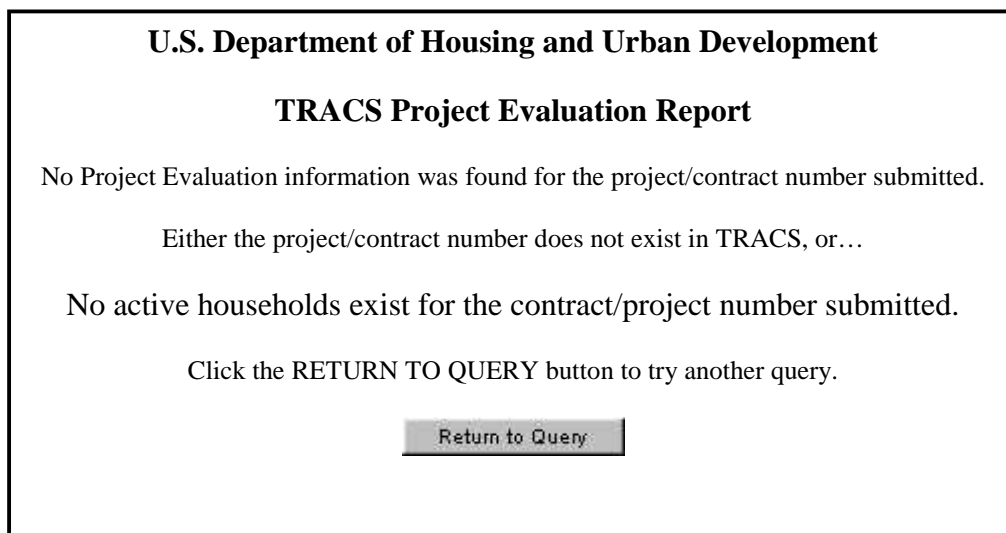 U.S. Department of Housing and Urban Development
TRACS Project Evaluation Report
No Project Evaluation information was found for the project/contract number submitted.
Either the project/contract number does not exist in TRACS, or…
No active households exist for the contract/project number submitted.
Click the RETURN TO QUERY button to try another query.
Return to Query